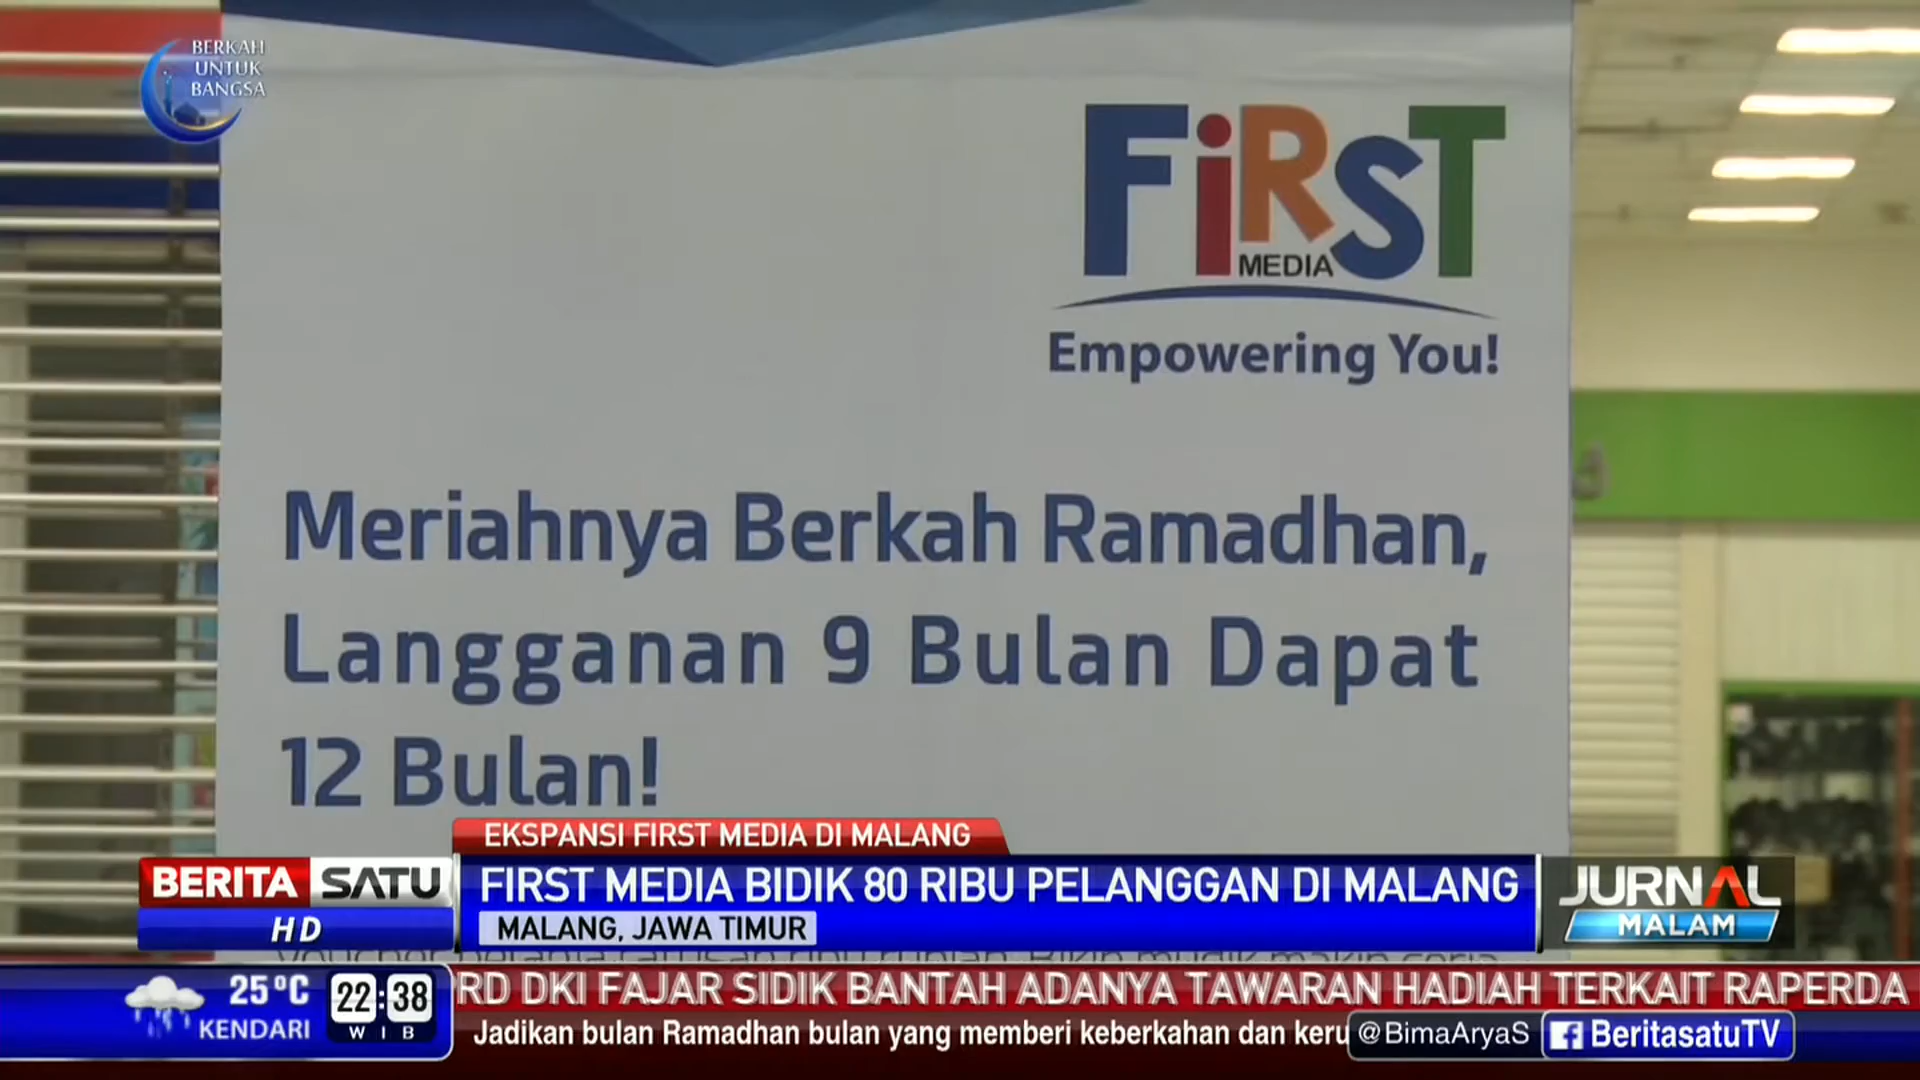 BERKAH
UNTUK
BANGSA
FiRST
MEDIA
Empowering You!
Meriahnya Berkah Ramadhan,
Langganan 9 Bulan Dapat
12 Bulan!
EKSPANSI FIRST MEDIA DI MALANG
BERITA SATU
HD
FIRST MEDIA BIDIK 80 RIBU PELANGGAN DI MALANG
MALANG, JAWA TIMUR
JURNAL
MALAM
25°C
KENDARI
22:38
WIB
RD DKI FAJAR SIDIK BANTAH ADANYA TAWARAN HADIAH TERKAIT RAPERDA
Jadikan bulan Ramadhan bulan yang memberi keberkahan dan keru
@BimaAryaS
BeritasatuTV